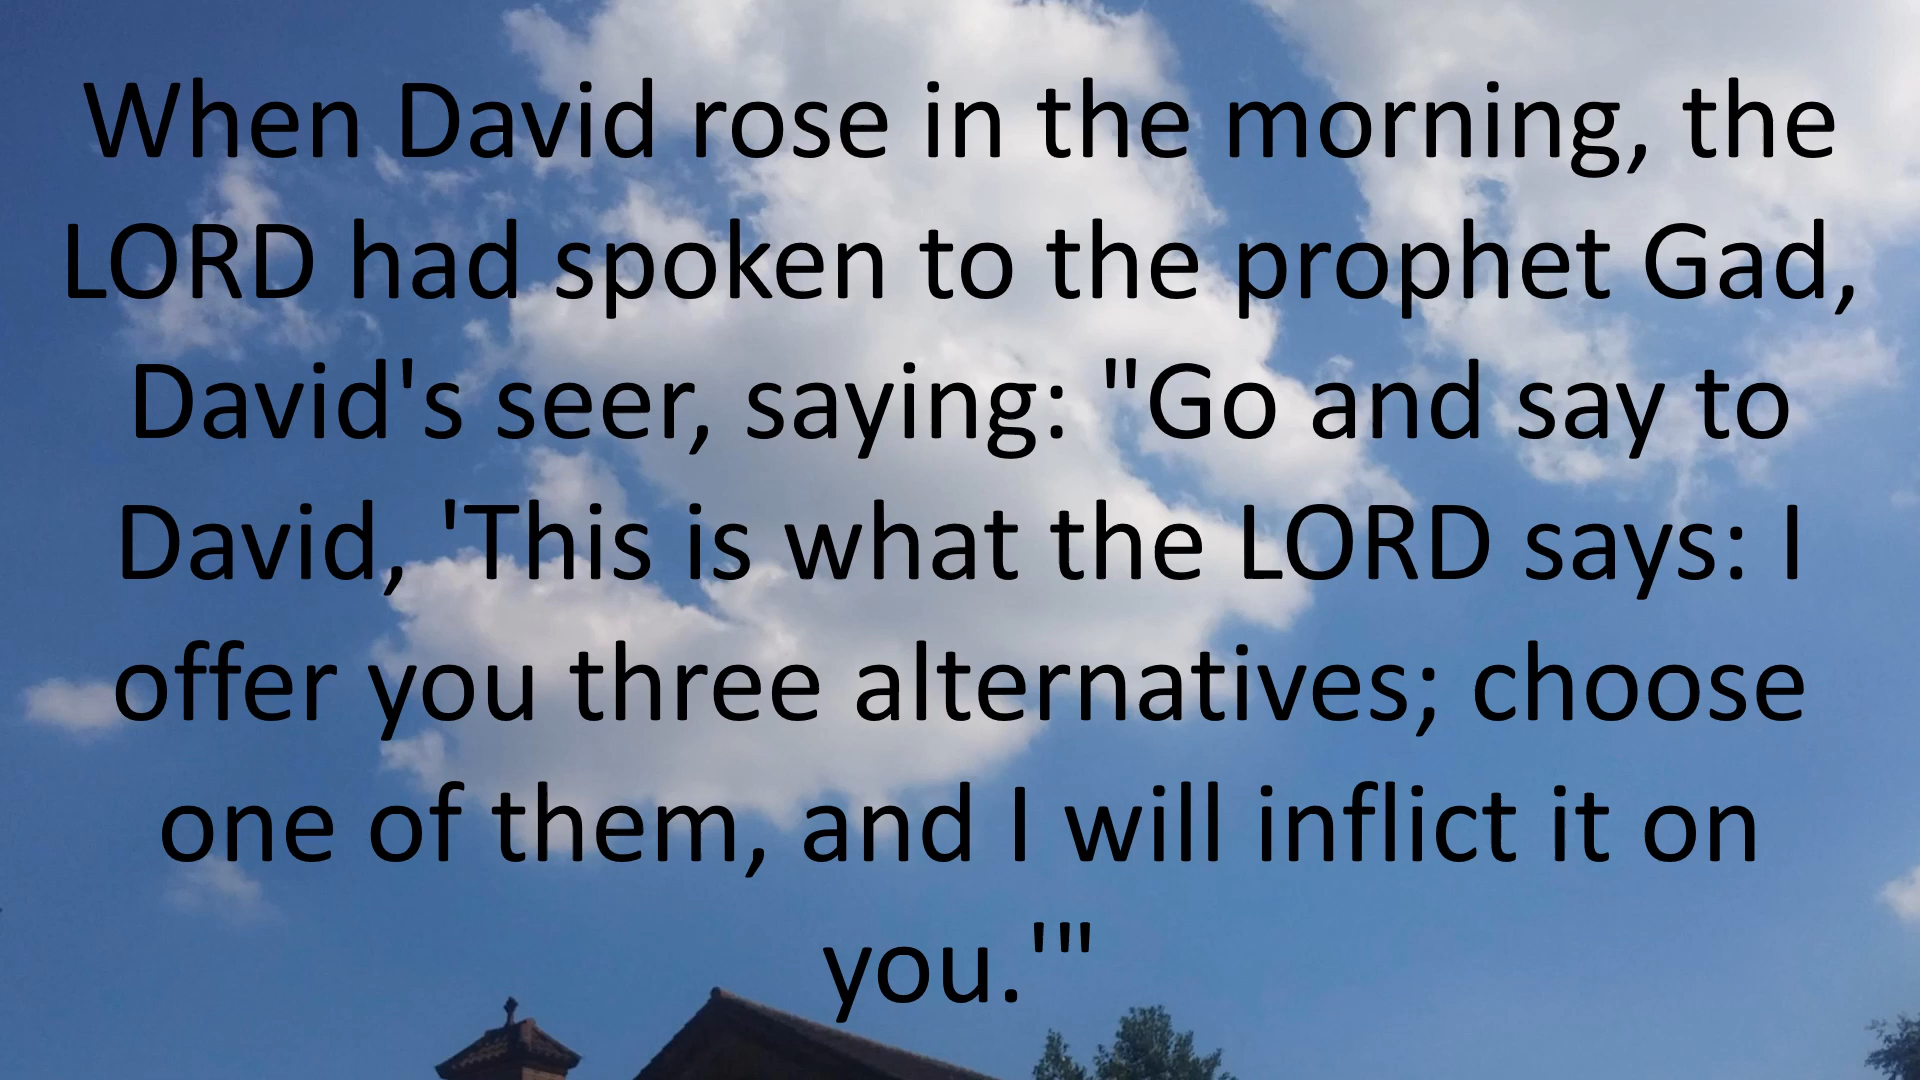 When David rose in the morning, the
LORD had spoken to the prophet Gad,
David's seer, saying: "Go and say to
David, 'This is what the LORD says: I
offer you three alternatives; choose
one of them, and I will inflict it on
you.'"